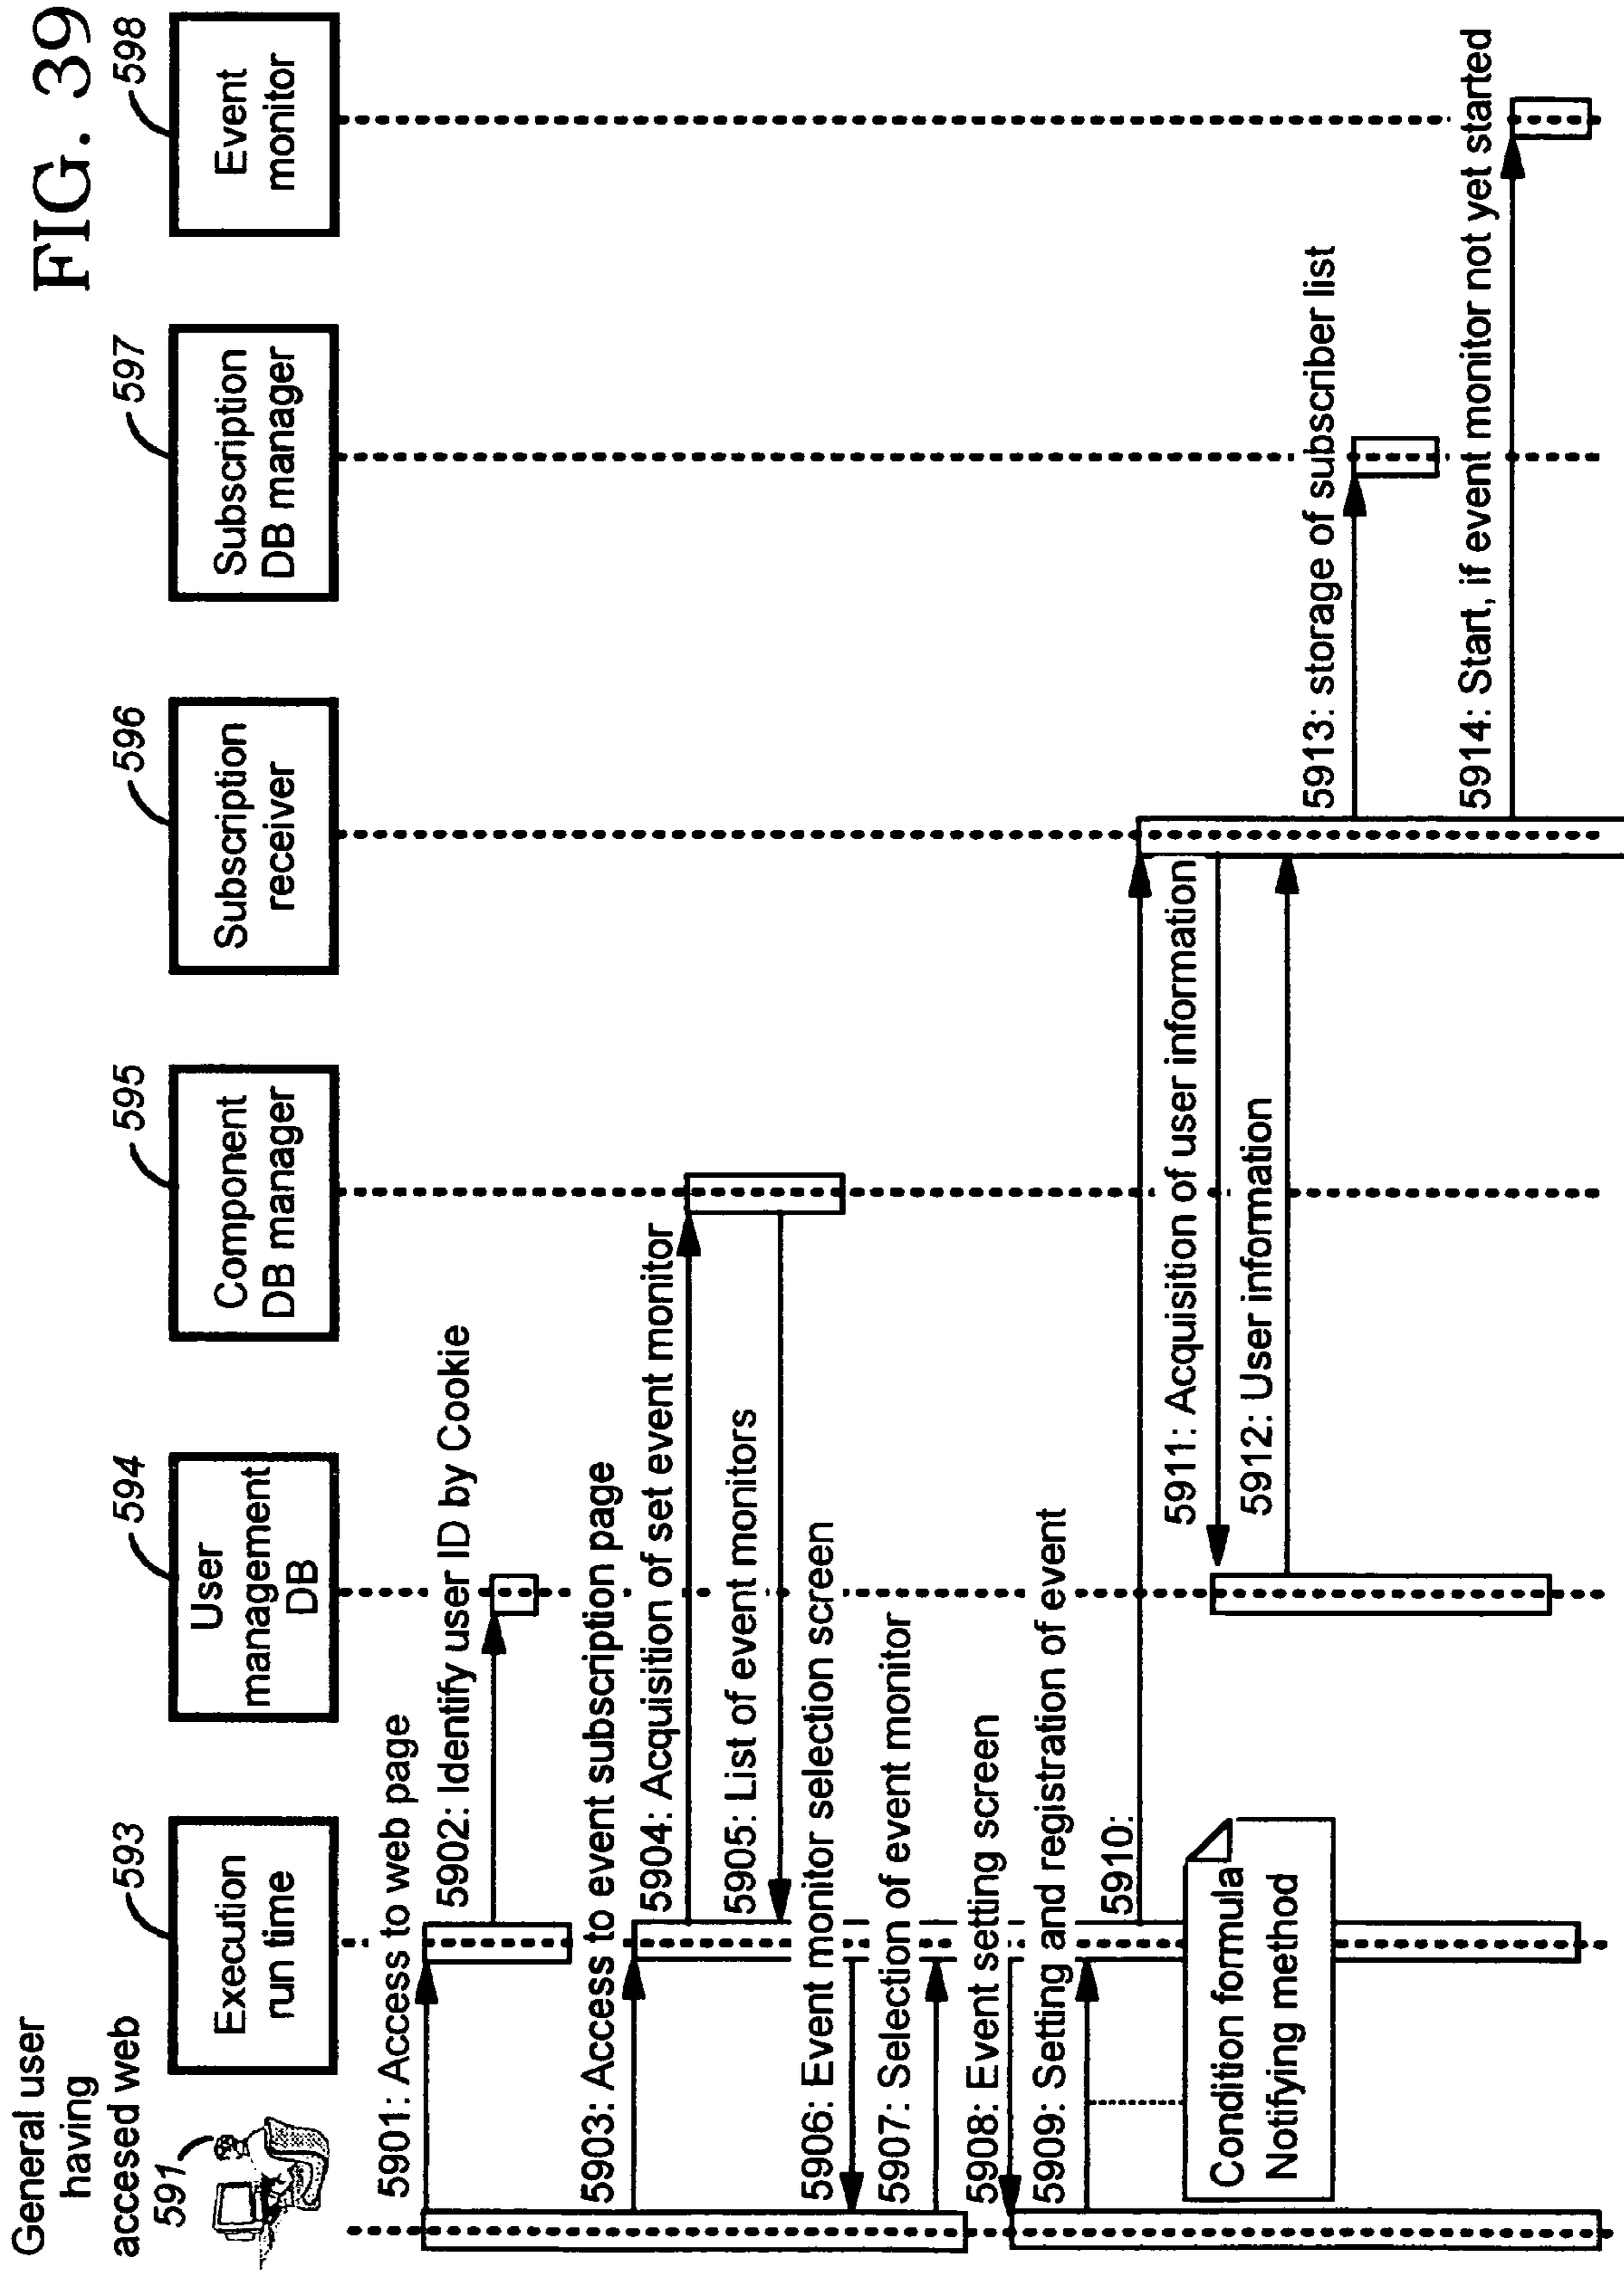 FIG. 39
General user
having
accesed web
591
593
Execution
run time
594
User
management
DB
595
Component
DB manager
596
Subscription
receiver
597
Subscription
DB manager
598
Event
monitor
5901: Access to web page
5902: Identify user ID by Cookie
5903: Access to event subscription page
5904: Acquisition of set event monitor
5905: List of event monitors
5906: Event monitor selection screen
5907: Selection of event monitor
5908: Event setting screen
5909: Setting and registration of event
5910:
Condition formula
Notifying method
5911: Acquisition of user information
5912: User information
5913: storage of subscriber list
5914: Start, if event monitor not yet started